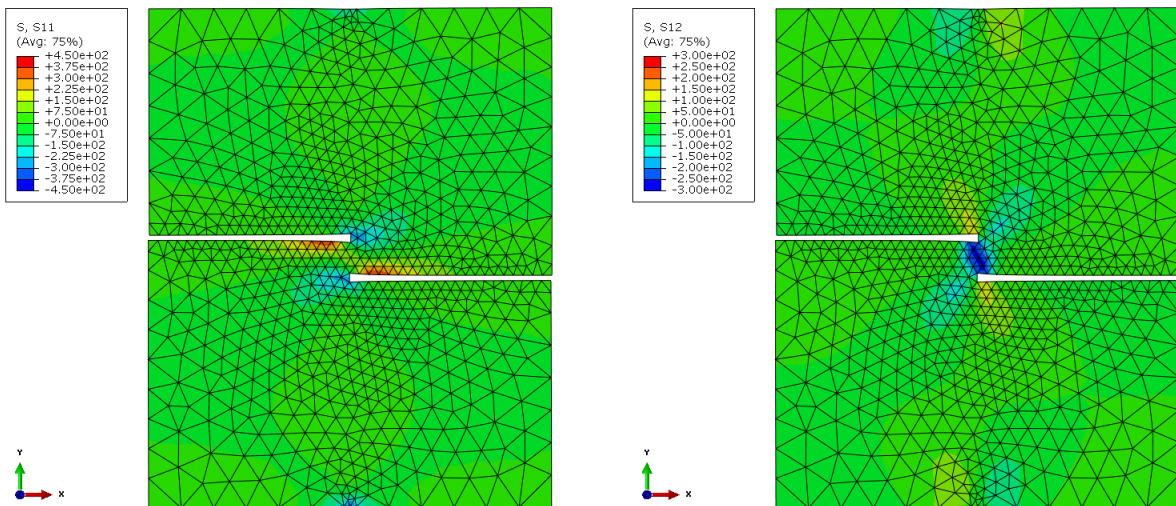 S, S11
(Avg: 75%)
+4.50e+02
+3.75e+02
+3.00e+02
+2.25e+02
+1.50e+02
+7.50e+01
+0.00e+00
-7.50e+01
-1.50e+02
-2.25e+02
-3.00e+02
-3.75e+02
-4.50e+02
Y
X
S, S12
(Avg: 75%)
+3.00e+02
+2.50e+02
+2.00e+02
+1.50e+02
+1.00e+02
+5.00e+01
+0.00e+00
-5.00e+01
-1.00e+02
-1.50e+02
-2.00e+02
-2.50e+02
-3.00e+02
Y
X